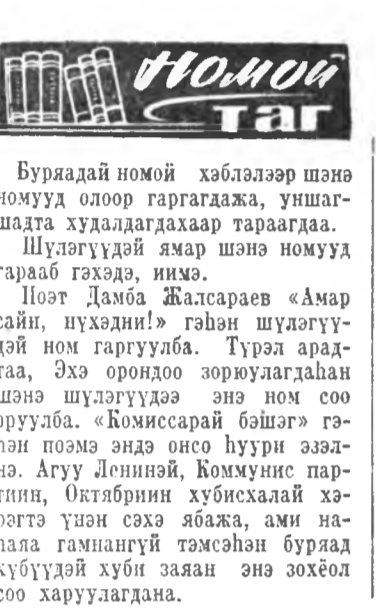 Номой
таг
Буряадай номой хэблэлээр шэнэ
номууд олоор гаргагдажа, уншаг-
шадта худалдагдахаар тараагдаа.
Шүлэгүүдэй ямар шэнэ номууд
гарааб гэхэдэ, иимэ.
Поэт Дамба Жалсараев «Амар
сайн, нүхэдни!» гэһэн шүлэгүү-
дэй ном гаргуулба. Түрэл арад-
таа, Эхэ орондоо зорюулагдаһан
шэнэ шүлэгүүдээ энэ ном соо
оруулба. «Комиссарай бэшэг» гэ-
һэн поэмэ эндэ онсо һуури эзэл-
нэ. Агуу Ленинэй, Коммунис пар-
тиин, Октябриин хубисхалай хэ-
рэгтэ үнэн сэхэ ябажа, ами на-
һаяа гамнангүй тэмсэһэн буряад
хүбүүдэй хуби заяан энэ зохёол
соо харуулагдана.